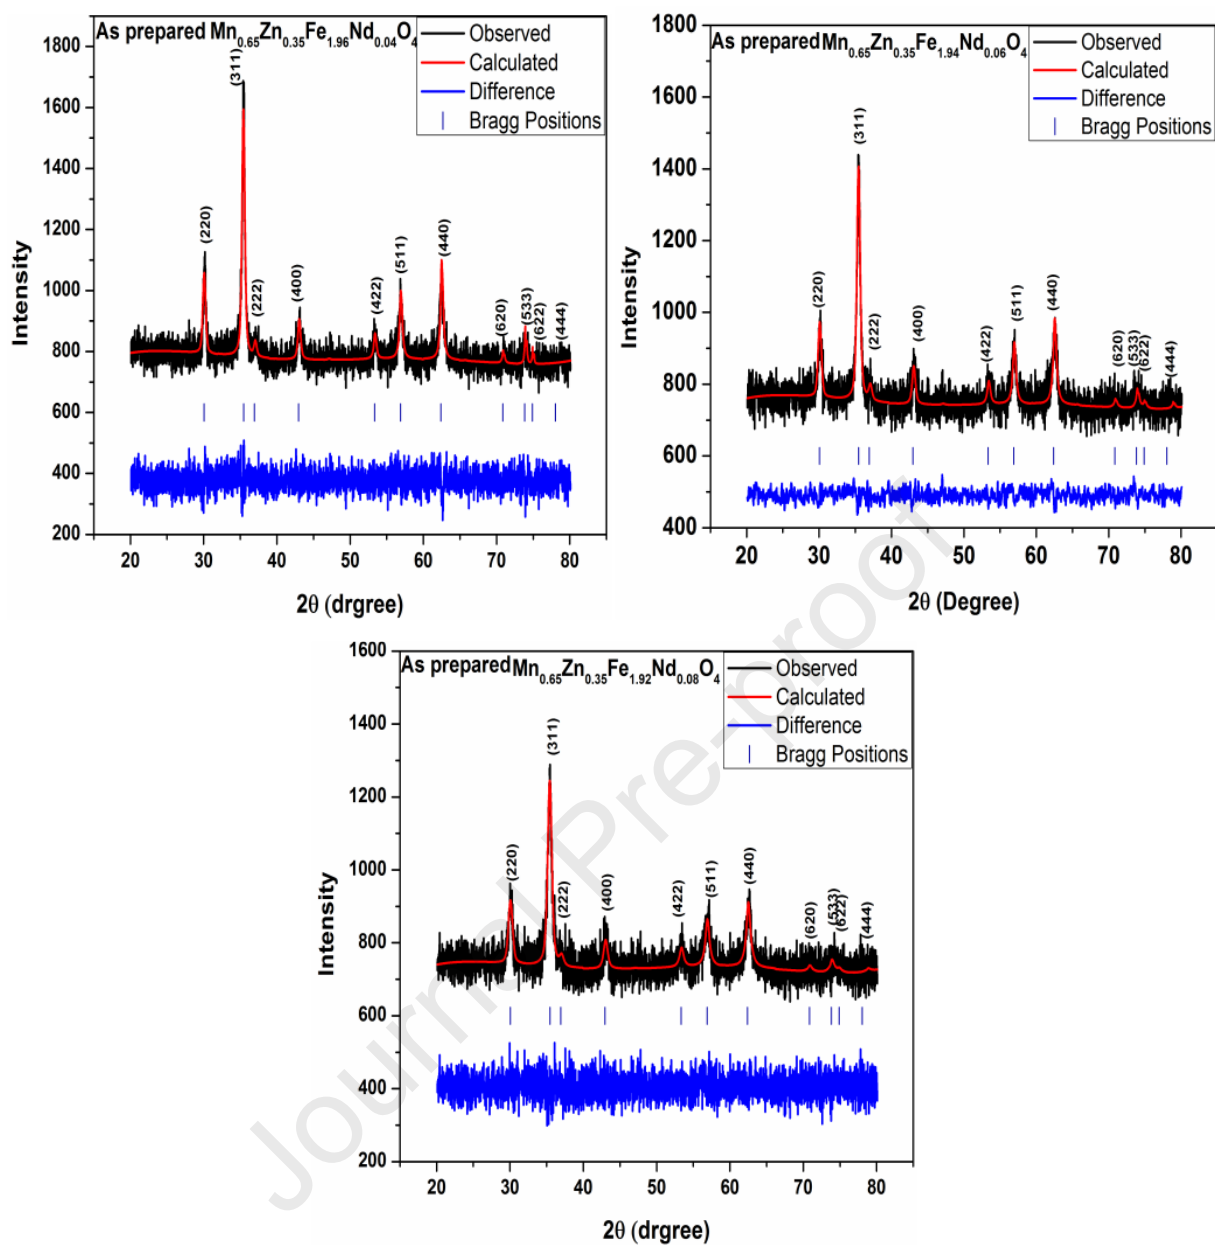 As prepared Mn0.65Zn0.35Fe1.96Nd0.04O4
Observed
Calculated
Difference
Bragg Positions
1800
1600
1400
1200
1000
800
600
400
200
Intensity
(220)
(311)
(222)
(400)
(422)
(511)
(440)
(620)
(533)
(622)
(444)
20 30 40 50 60 70 80
2θ (drgree)
As prepared Mn0.65Zn0.35Fe1.94Nd0.06O4
Observed
Calculated
Difference
Bragg Positions
1800
1600
1400
1200
1000
800
600
400
Intensity
(220)
(311)
(222)
(400)
(422)
(511)
(440)
(620)
(533)
(622)
(444)
20 30 40 50 60 70 80
2θ (Degree)
As prepared Mn0.65Zn0.35Fe1.92Nd0.08O4
Observed
Calculated
Difference
Bragg Positions
1600
1400
1200
1000
800
600
400
200
Intensity
(220)
(311)
(222)
(400)
(422)
(511)
(440)
(620)
(533)
(622)
(444)
20 30 40 50 60 70 80
2θ (drgree)
Journal Pre-proof